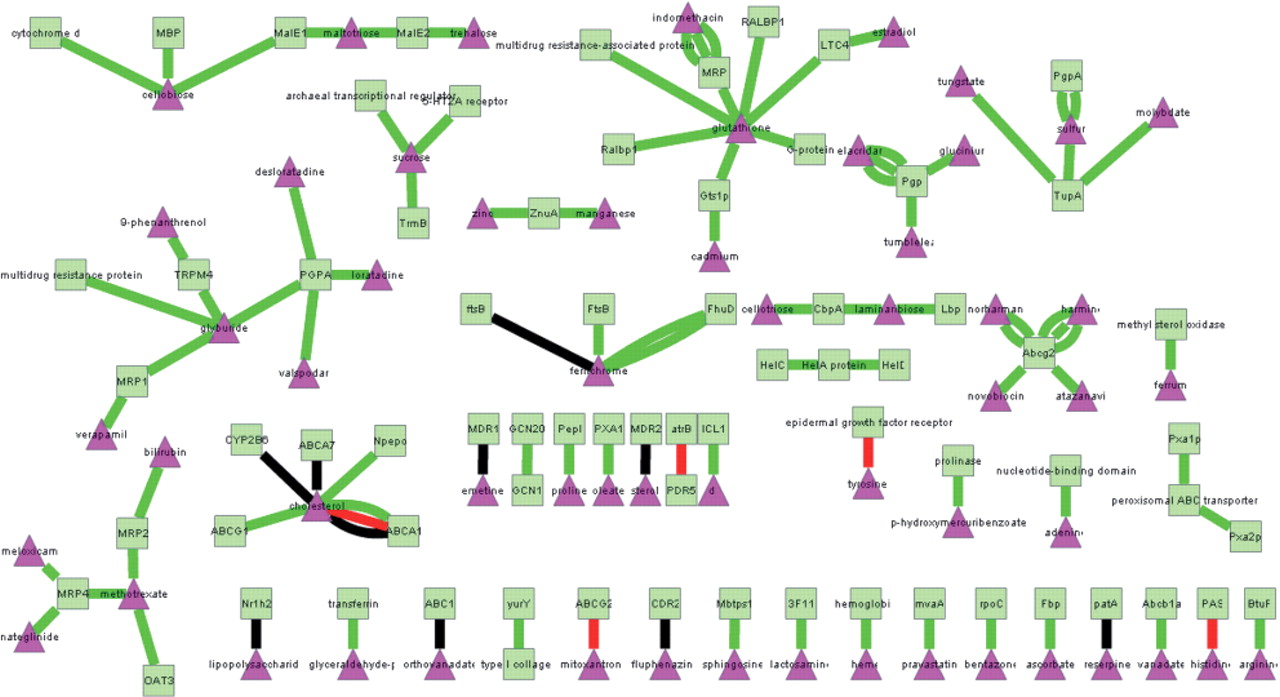 cytochrome d
MBP
MalE1
maltotriose
MalE2
trehalose
cellobiose
archaeal transcriptional regulator
5-HT2A receptor
sucrose
TrmB
indomethacin
RALBP1
multidrug resistance-associated protein
MRP
LTC4
estradiol
glutathione
Ralbp1
G-protein
Gts1p
cadmium
elacridar
gluciniur
Pgp
tumblelea
tungstate
PgpA
sulfur
molybdate
TupA
zinc
ZnuA
manganese
desloratadine
9-phenanthrenol
multidrug resistance protein
TRPM4
PGPA
loratadine
glyburide
valspodar
MRP1
verapamil
ftsB
FtsB
FhuD
ferrichrome
cellotriose
CbpA
laminaribiose
Lbp
HelC
HelA protein
norharman
harmine
Abcg2
novobiocin
atazanavi
methyl sterol oxidase
ferrum
bilirubin
MRP2
meloxicam
MRP4
methotrexate
nateglinide
OAT3
CYP2B6
ABCA7
Npepo
cholesterol
ABCG1
ABCA1
MDR1
GCN20
Pepl
PXA1
MDR2
atrB
ICL1
emetine
GCN1
proline
oleate
sterol
PDR5
d
epidermal growth factor receptor
tyrosine
prolinase
p-hydroxymercuribenzoate
nucleotide-binding domain
adenin
Pxa1p
peroxisomal ABC transporter
Pxa2p
Nr1h2
transferrin
ABC1
yurY
ABCG2
CDR2
Mbtps1
3F11
hemoglobi
mvaA
rpoC
Fbp
patA
Abcb1a
PAS
BtuF
lipopolysaccharid
glyceraldehyde-p
orthovanadate
type I collage
mitoxantron
fluphenazin
sphingosine
lactosamin
heme
pravastatin
bentazon
ascorbate
reserpine
vanadate
histidin
arginin